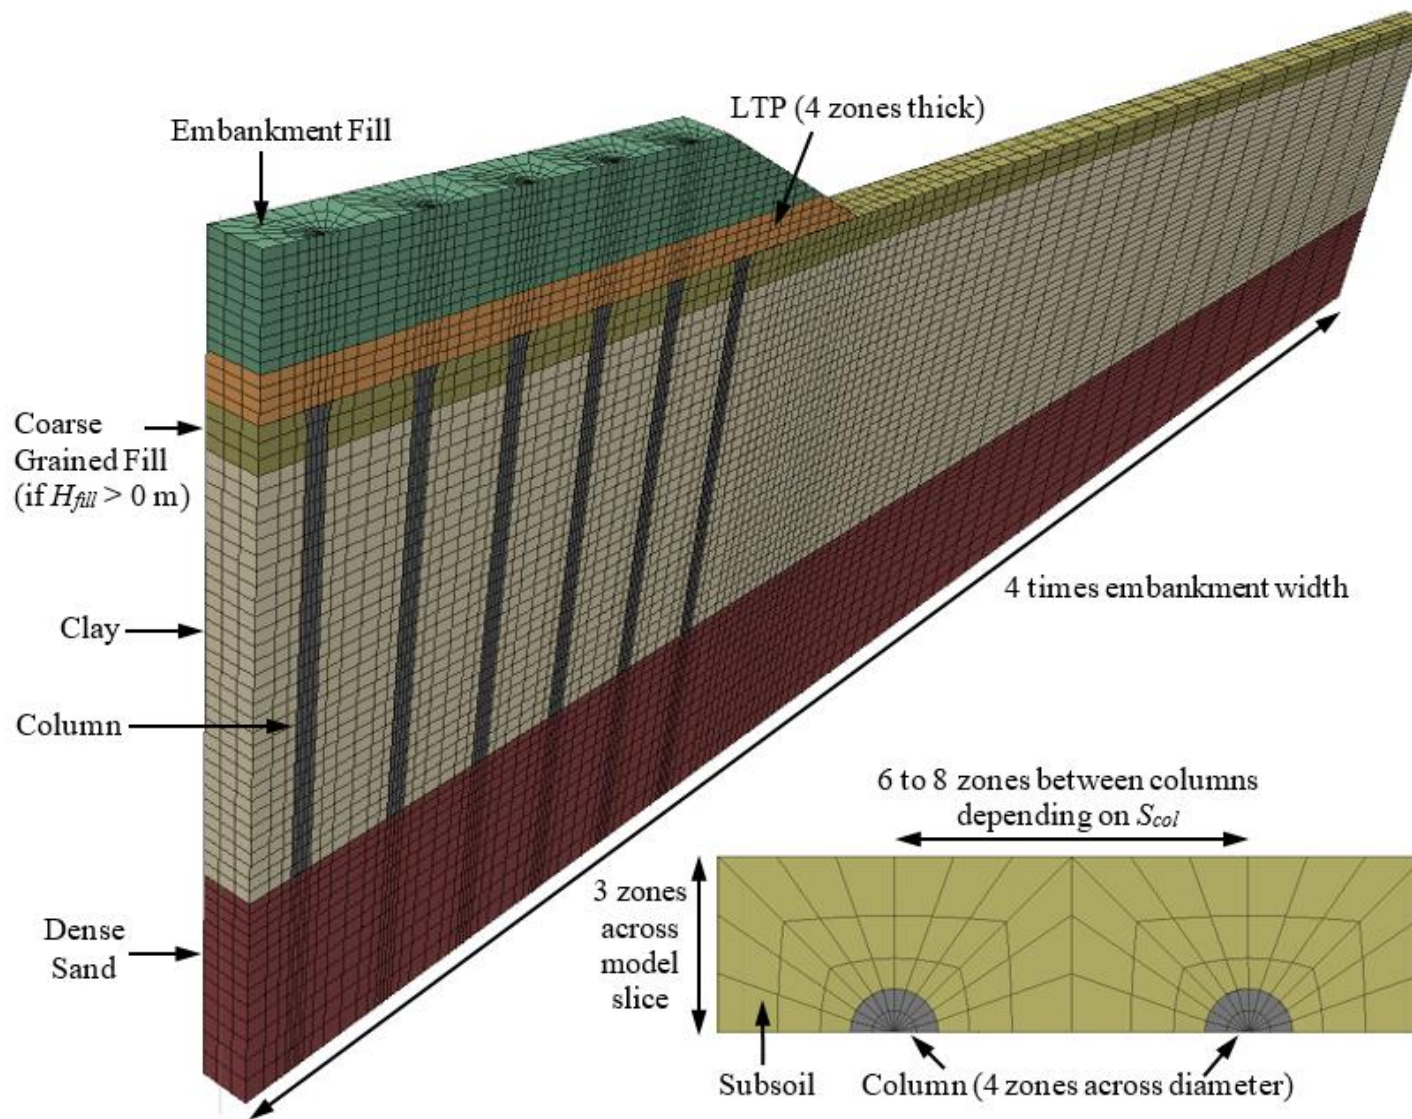 Embankment Fill
LTP (4 zones thick)
Coarse
Grained Fill
(if Hfill > 0 m)
Clay
4 times embankment width
Column
6 to 8 zones between columns
depending on Scol
3 zones
across
model
slice
Dense
Sand
Subsoil
Column (4 zones across diameter)